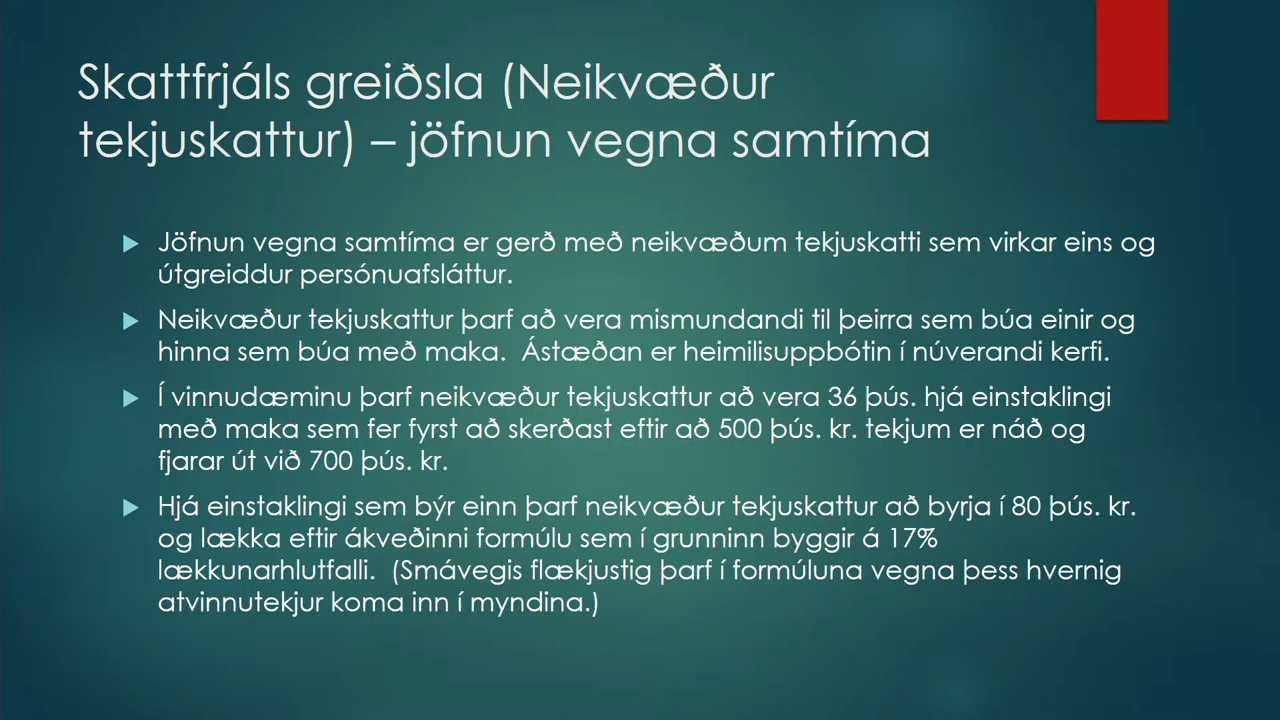 Skattfrjáls greiðsla (Neikvæður
tekjuskattur) – jöfnun vegna samtíma
Jöfnun vegna samtíma er gerð með neikvæðum tekjuskatti sem virkar eins og
útgreiddur persónuafsláttur.
Neikvæður tekjuskattur þarf að vera mismundandi til þeirra sem búa einir og
hinna sem búa með maka. Ástæðan er heimilisuppbótin í núverandi kerfi.
Í vinnudæminu þarf neikvæður tekjuskattur að vera 36 þús. hjá einstaklingi
með maka sem fer fyrst að skerðast eftir að 500 þús. kr. tekjum er náð og
fjarar út við 700 þús. kr.
Hjá einstaklingi sem býr einn þarf neikvæður tekjuskattur að byrja í 80 þús. kr.
og lækka eftir ákveðinni formúlu sem í grunninn byggir á 17%
lækkunarhlutfalli. (Smávegis flækjustig þarf í formúluna vegna þess hvernig
atvinnutekjur koma inn í myndina.)